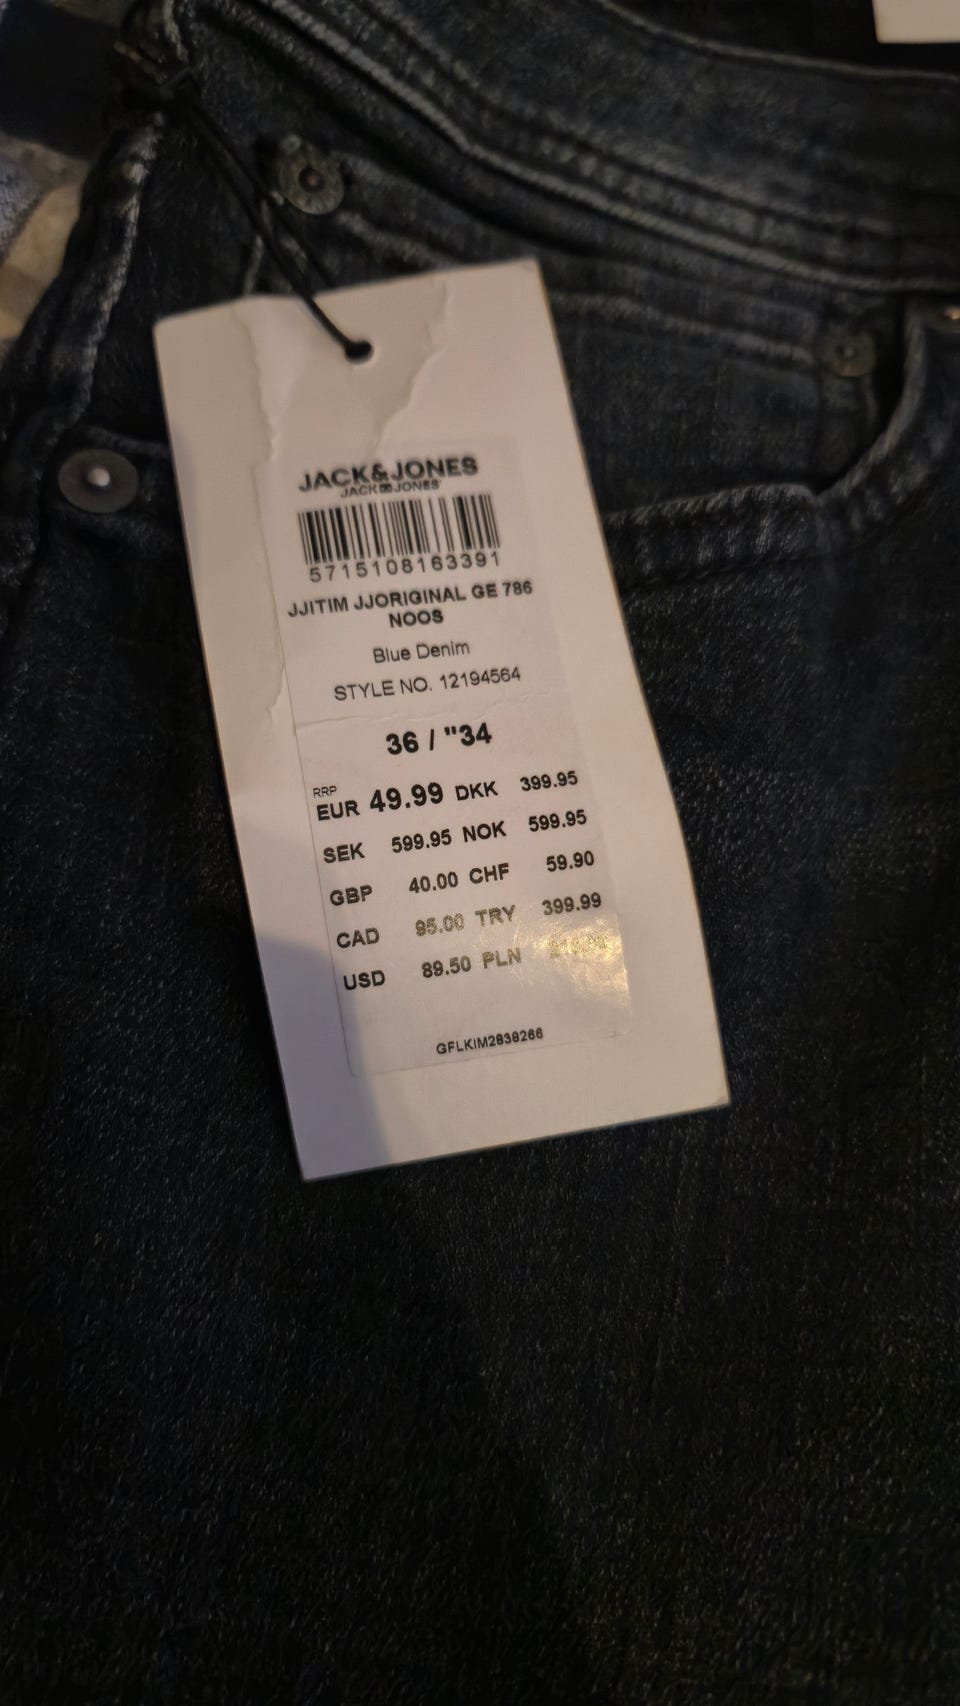 JACK&JONES
JACK & JONES
5715108163391
JJITIM JJORIGINAL GE 786
NOOS
Blue Denim
STYLE NO. 12194564
36 / "34
RRP
EUR 49.99 DKK 399.95
SEK 599.95 NOK 599.95
GBP 40.00 CHF 59.90
CAD 95.00 TRY 399.99
USD 89.50 PLN
GFLKIM2839266